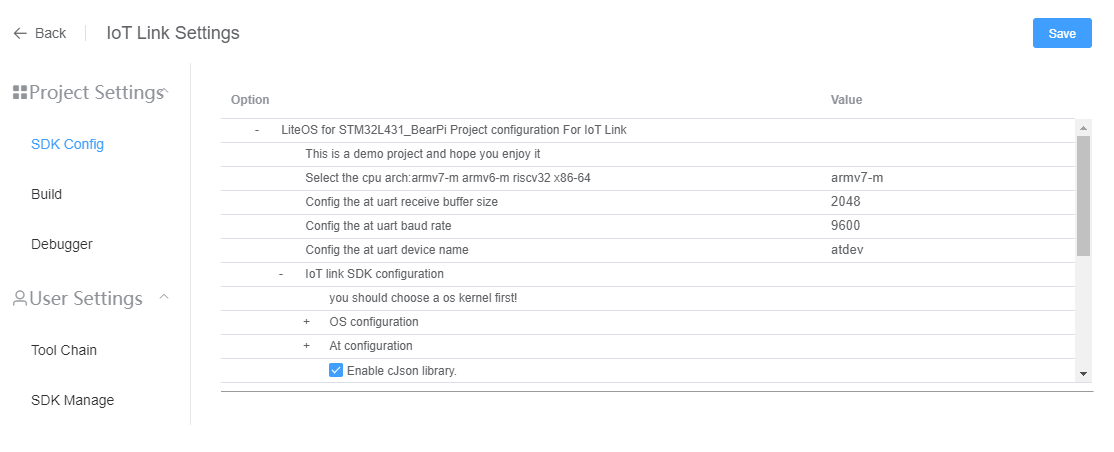 Back
IoT Link Settings
Save
Project Settings
SDK Config
Build
Debugger
User Settings
Tool Chain
SDK Manage
Option Value
- LiteOS for STM32L431_BearPi Project configuration For IoT Link
This is a demo project and hope you enjoy it
Select the cpu arch:armv7-m armv6-m riscv32 x86-64 armv7-m
Config the at uart receive buffer size 2048
Config the at uart baud rate 9600
Config the at uart device name atdev
- IoT link SDK configuration
you should choose a os kernel first!
+ OS configuration
+ At configuration
Enable cJson library.